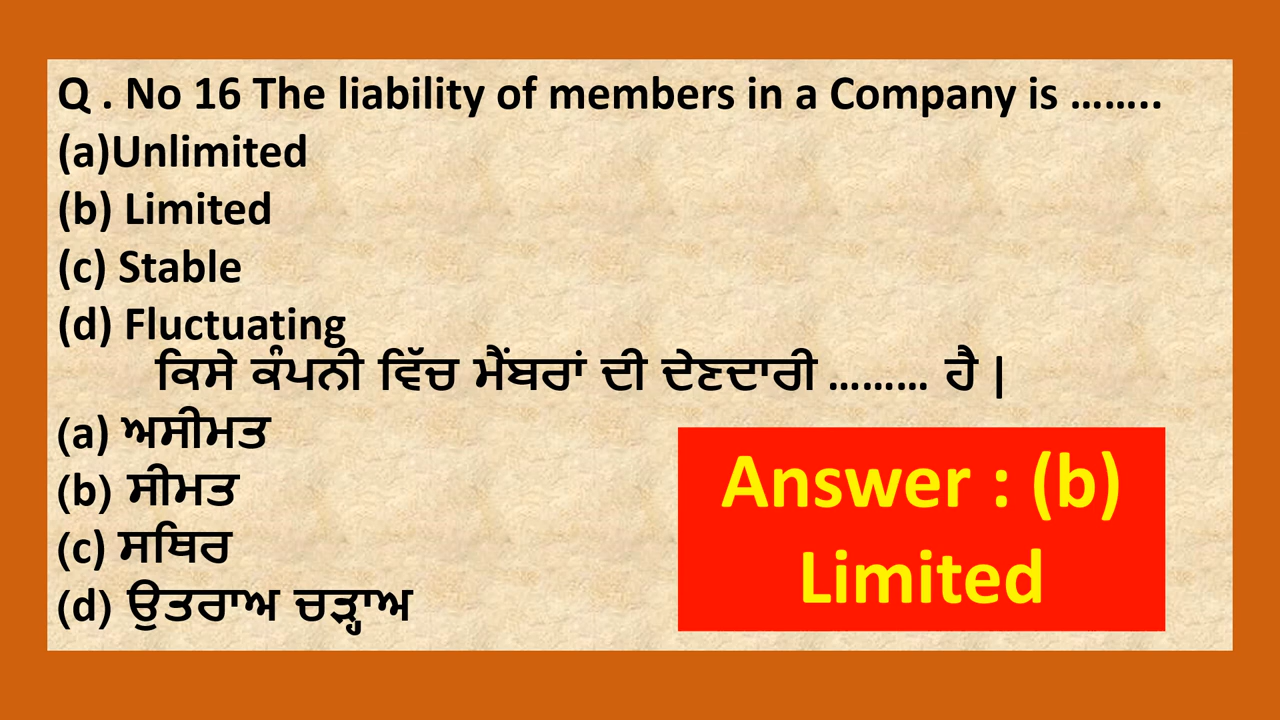 Q . No 16 The liability of members in a Company is ……..
(a)Unlimited
(b) Limited
(c) Stable
(d) Fluctuating
ਕਿਸੇ ਕੰਪਨੀ ਵਿੱਚ ਮੈਂਬਰਾਂ ਦੀ ਦੇਣਦਾਰੀ ……… ਹੈ |
(a) ਅਸੀਮਤ
(b) ਸੀਮਤ
(c) ਸਥਿਰ
(d) ਉਤਰਾਅ ਚੜ੍ਹਾਅ
Answer : (b)
Limited